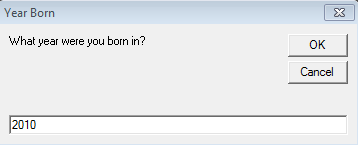 Year Born
What year were you born in?
OK
Cancel
2010